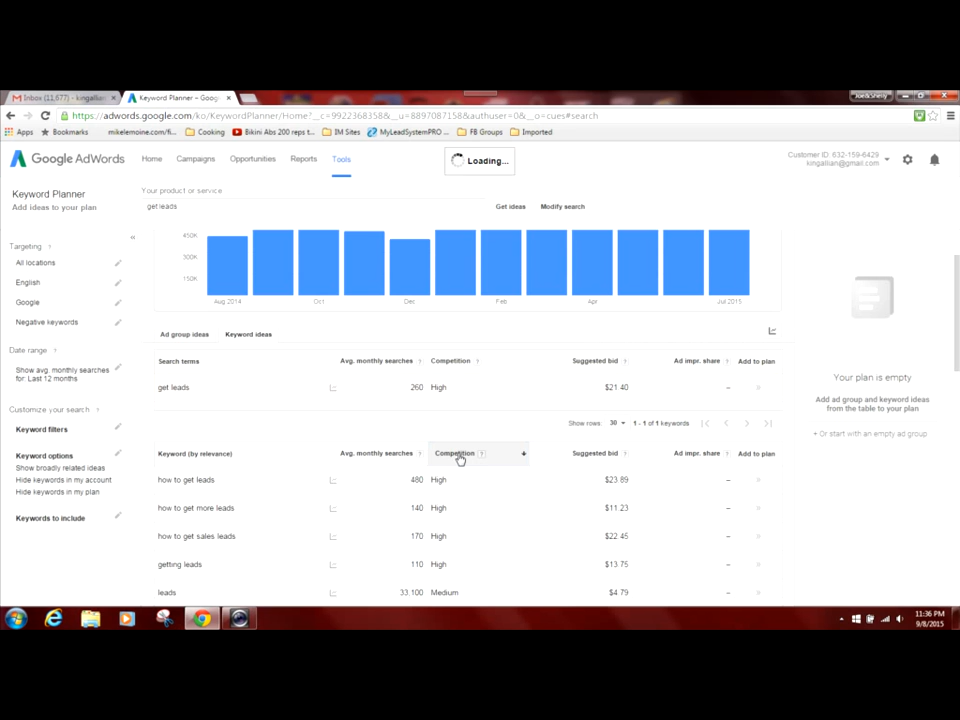 Joe&Shelly
Inbox (11,677) - kingallian
Keyword Planner – Goog
https://adwords.google.com/ko/KeywordPlanner/Home?__c=9922368358&__u=8897087158&authuser=0&__o=cues#search
Apps Bookmarks mikelemoine.com/fi... Cooking Bikini Abs 200 reps t... IM Sites MyLeadSystemPRO ... FB Groups Imported
Google AdWords Home Campaigns Opportunities Reports Tools
Loading...
Customer ID: 632-159-6429
kingallian@gmail.com
Keyword Planner
Add ideas to your plan
Your product or service
get leads Get ideas Modify search
Targeting ?
All locations
English
Google
Negative keywords
Date range ?
Show avg. monthly searches
for: Last 12 months
Customize your search ?
Keyword filters
Keyword options
Show broadly related ideas
Hide keywords in my account
Hide keywords in my plan
Keywords to include
450K
300K
150K
Aug 2014 Oct Dec Feb Apr Jul 2015
Ad group ideas Keyword ideas
Search terms Avg. monthly searches ? Competition ? Suggested bid ? Ad impr. share ? Add to plan
get leads 260 High $21.40 – »
Show rows: 30 1 - 1 of 1 keywords
Keyword (by relevance) Avg. monthly searches ? Competition ? Suggested bid ? Ad impr. share ? Add to plan
how to get leads 480 High $23.89 – »
how to get more leads 140 High $11.23 – »
how to get sales leads 170 High $22.45 – »
getting leads 110 High $13.75 – »
leads 33,100 Medium $4.79 – »
Your plan is empty
Add ad group and keyword ideas
from the table to your plan
+ Or start with an empty ad group
11:36 PM
9/8/2015